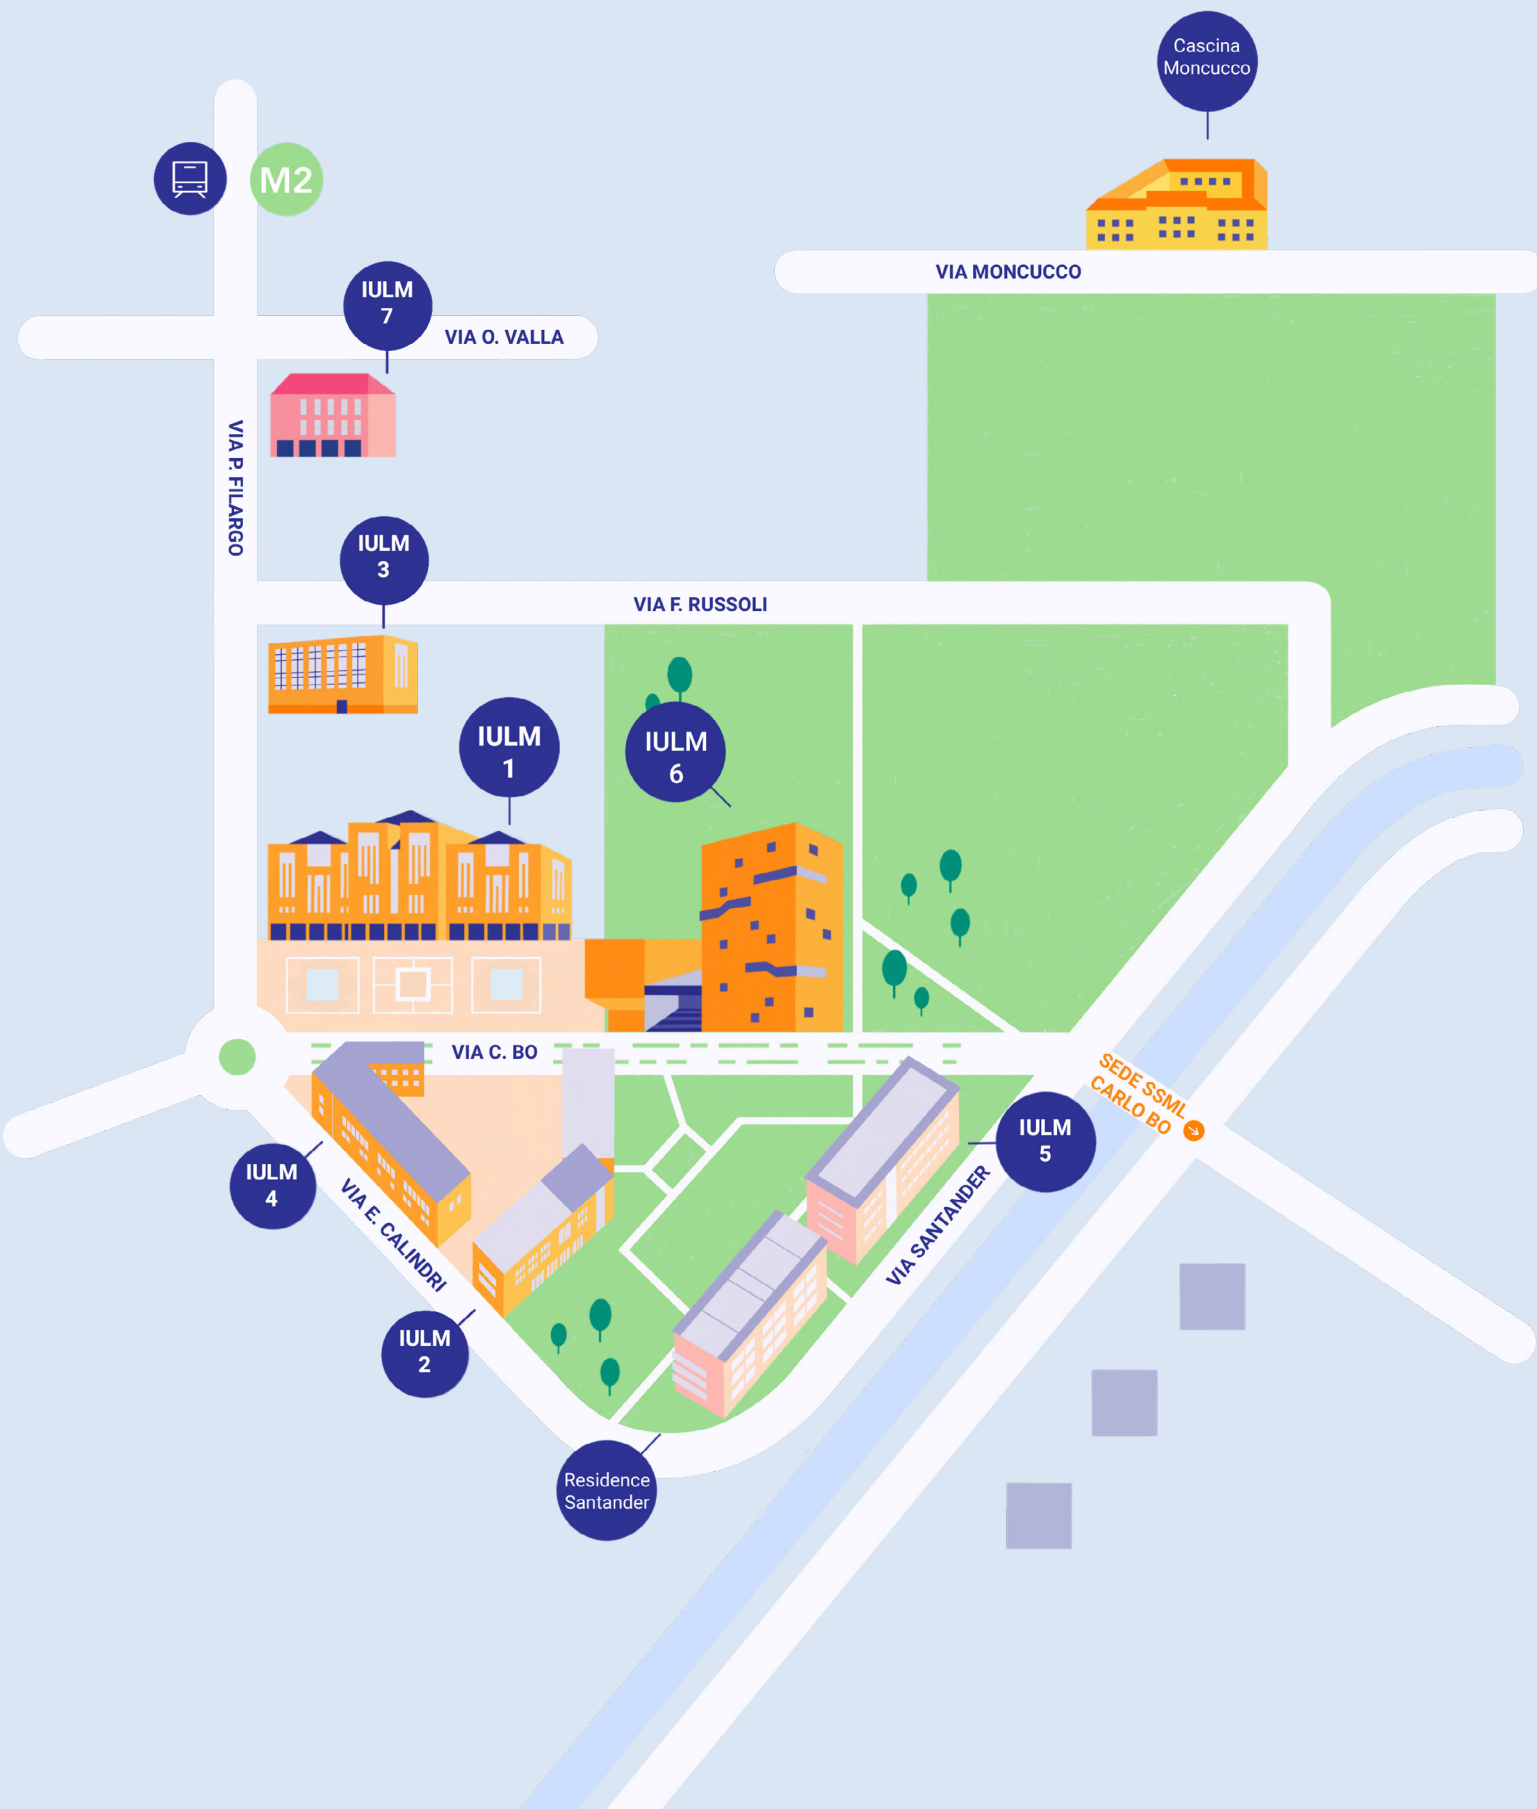 Cascina
Moncucco
M2
VIA MONCUCCO
IULM
7
VIA O. VALLA
VIA P. FILARGO
IULM
3
VIA F. RUSSOLI
IULM
1
IULM
6
VIA C. BO
SEDE SSML
CARLO BO
IULM
5
IULM
4
VIA E. CALINDRI
VIA SANTANDER
IULM
2
Residence
Santander